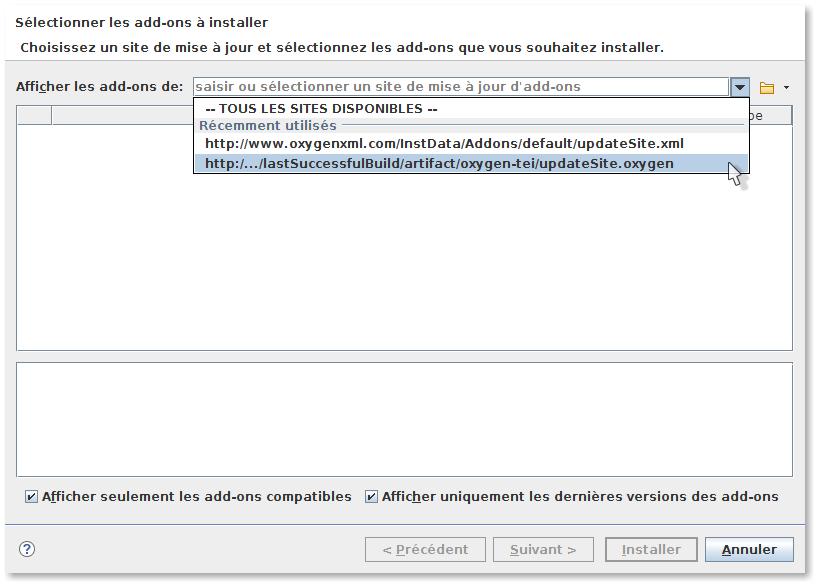 Sélectionner les add-ons à installer
Choisissez un site de mise à jour et sélectionnez les add-ons que vous souhaitez installer.
Afficher les add-ons de: saisir ou sélectionner un site de mise à jour d'add-ons
-- TOUS LES SITES DISPONIBLES --
Récemment utilisés
http://www.oxygenxml.com/InstData/Addons/default/updateSite.xml
http:/.../lastSuccessfulBuild/artifact/oxygen-tei/updateSite.oxygen
Afficher seulement les add-ons compatibles Afficher uniquement les dernières versions des add-ons
? < Précédent Suivant > Installer Annuler